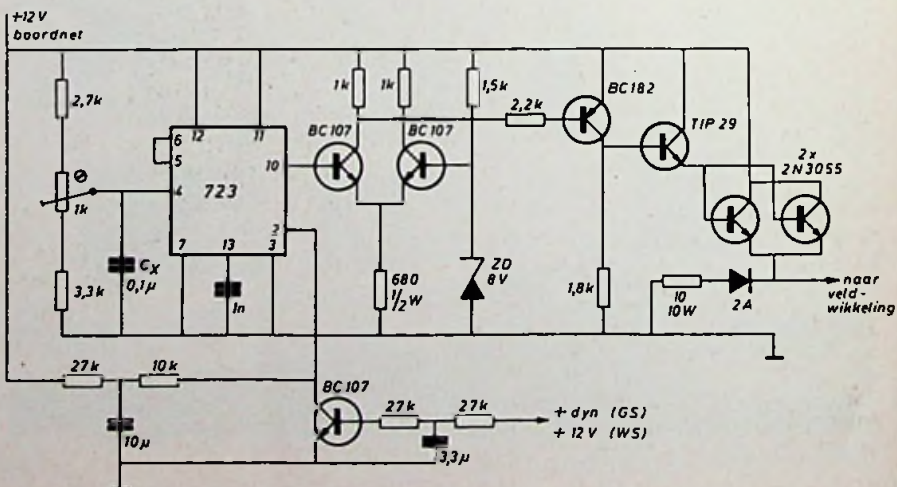 +12V
boordnet
2,7k
1k
3,3k
Cx
0,1µ
6
5
4
12
11
10
723
2
7
13
3
1n
1k
1k
1,5k
BC107
BC107
680
1/2W
ZD
8V
2,2k
BC182
TIP 29
2x
2N3055
1,8k
10
10W
2A
naar
veld-
wikkeling
27k
10k
10µ
BC107
27k
27k
3,3µ
+ dyn (GS)
+ 12V (WS)